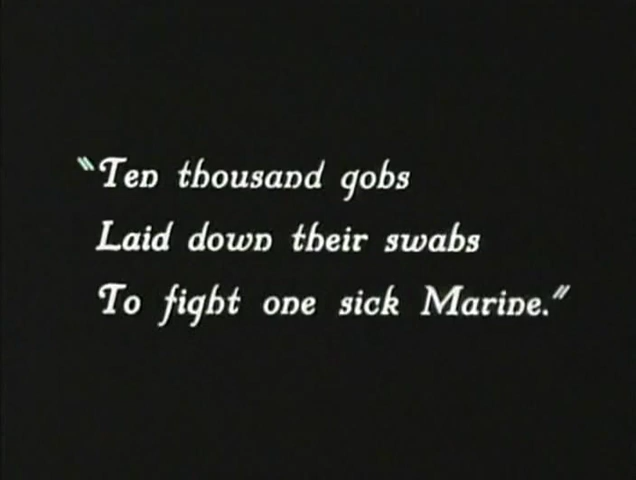 "Ten thousand gobs
Laid down their swabs
To fight one sick Marine."